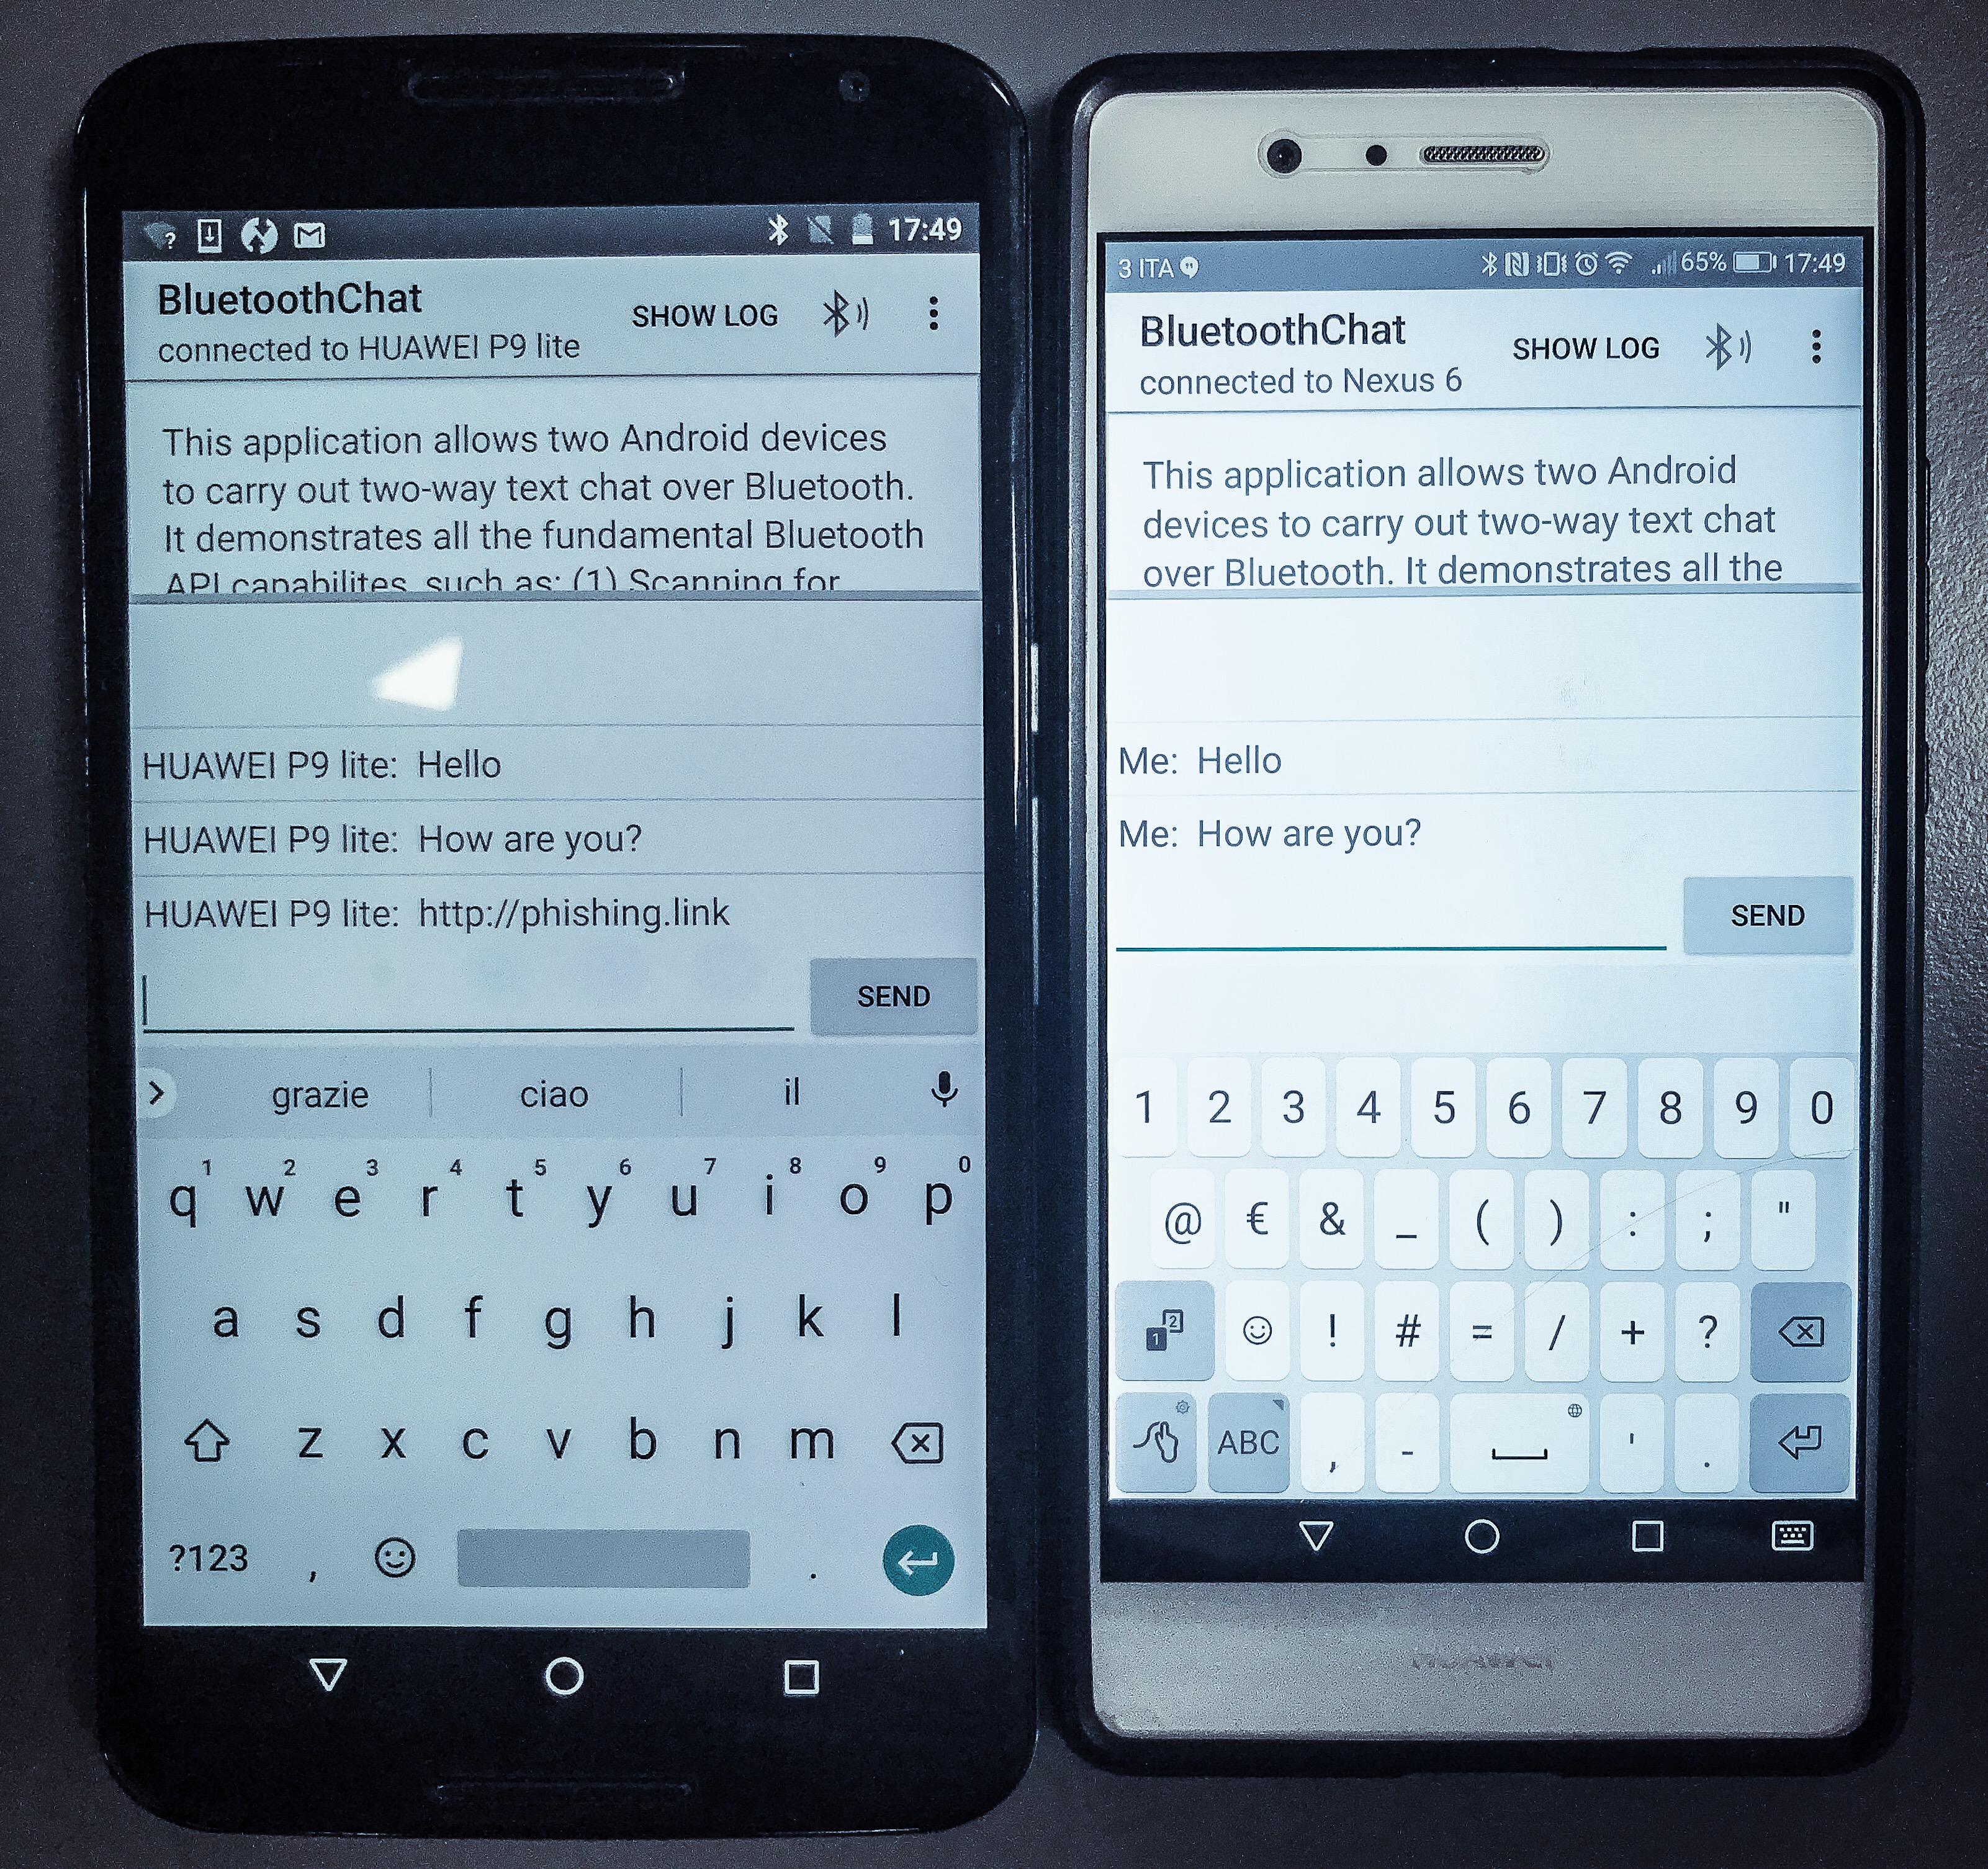 17:49
BluetoothChat
connected to HUAWEI P9 lite
SHOW LOG
This application allows two Android devices
to carry out two-way text chat over Bluetooth.
It demonstrates all the fundamental Bluetooth
API capabilites, such as: (1) Scanning for
HUAWEI P9 lite: Hello
HUAWEI P9 lite: How are you?
HUAWEI P9 lite: http://phishing.link
SEND
grazie ciao il
1 2 3 4 5 6 7 8 9 0
q w e r t y u i o p
a s d f g h j k l
z x c v b n m
?123 , .
3 ITA 65% 17:49
BluetoothChat
connected to Nexus 6
SHOW LOG
This application allows two Android
devices to carry out two-way text chat
over Bluetooth. It demonstrates all the
Me: Hello
Me: How are you?
SEND
1 2 3 4 5 6 7 8 9 0
@ € & _ ( ) : ; "
1 2 ! # = / + ?
ABC , - ' .
HUAWEI